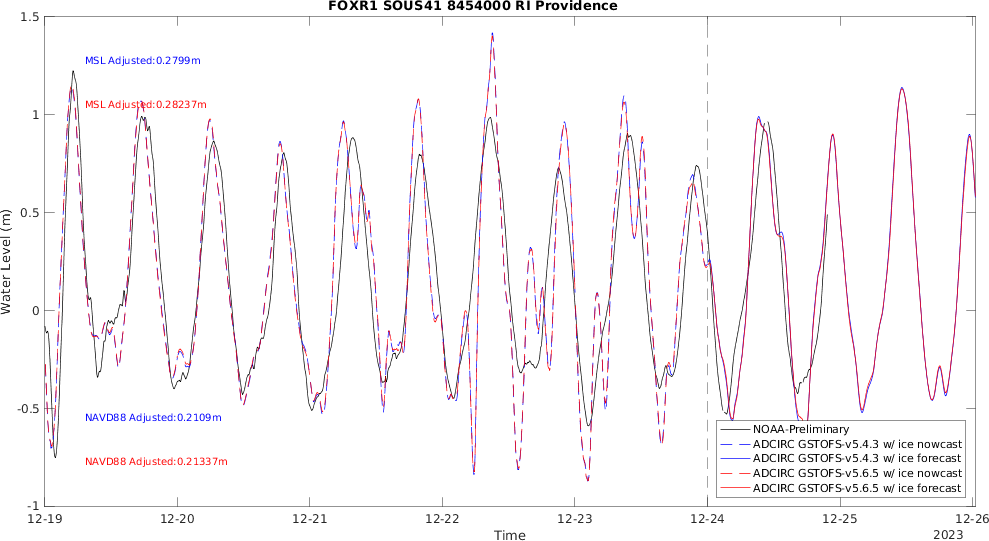 FOXR1 SOUS41 8454000 RI Providence
1.5
1
0.5
0
-0.5
-1
Water Level (m)
MSL Adjusted:0.2799m
MSL Adjusted:0.28237m
NAVD88 Adjusted:0.2109m
NAVD88 Adjusted:0.21337m
NOAA-Preliminary
ADCIRC GSTOFS-v5.4.3 w/ ice nowcast
ADCIRC GSTOFS-v5.4.3 w/ ice forecast
ADCIRC GSTOFS-v5.6.5 w/ ice nowcast
ADCIRC GSTOFS-v5.6.5 w/ ice forecast
12-19 12-20 12-21 12-22 12-23 12-24 12-25 12-26
Time
2023